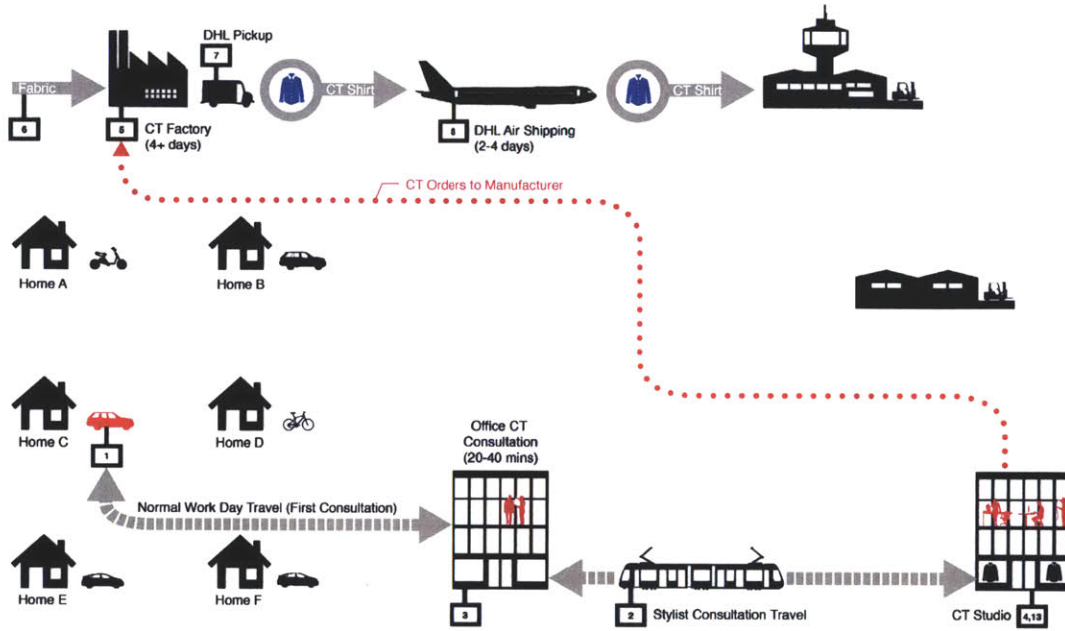 DHL Pickup
7
Fabric
CT Shirt
CT Shirt
6
5
CT Factory
(4+ days)
8
DHL Air Shipping
(2-4 days)
CT Orders to Manufacturer
Home A
Home B
Home C
Home D
1
Office CT
Consultation
(20-40 mins)
Normal Work Day Travel (First Consultation)
Home E
Home F
3
2
Stylist Consultation Travel
CT Studio
4,13